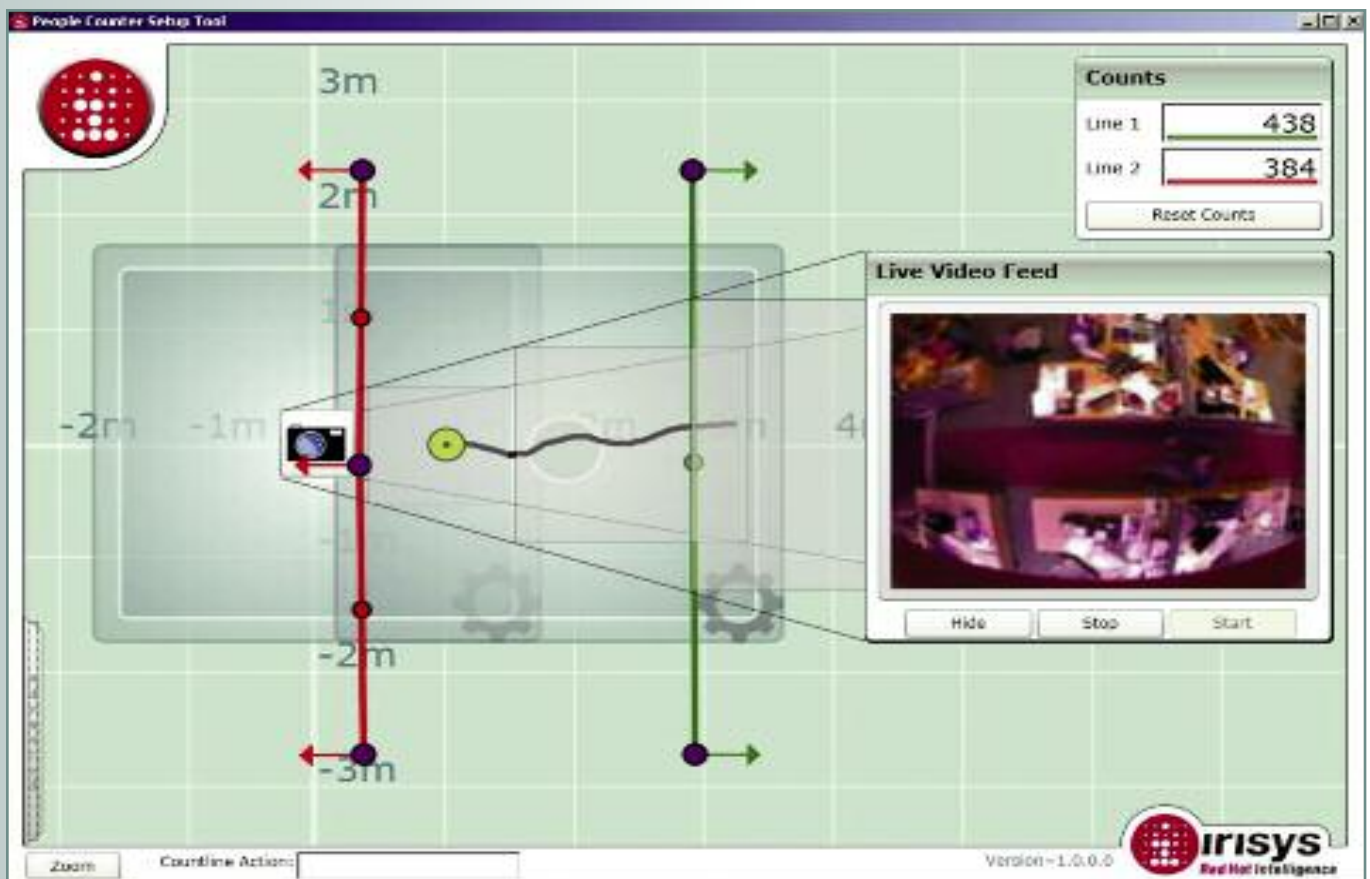 People Counter Setup Tool
3m
Counts
Line 1 438
2m
Line 2 384
Reset Counts
Live Video Feed
-2m -1m
Hide Stop Start
-2m
-3m
irisys
Red Hot Intelligence
Version-1.0.0.0
Zoom Countline Action: